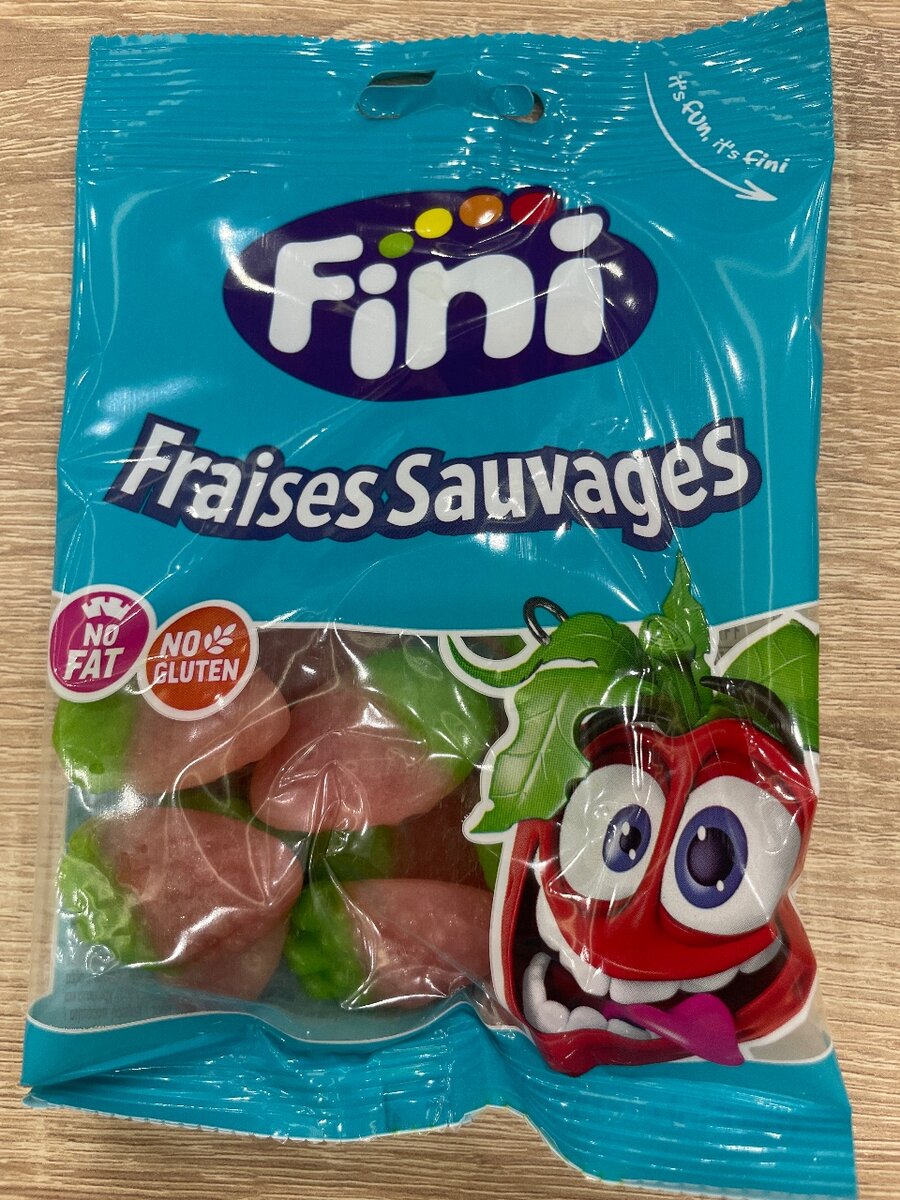 it's fun, it's fini
Fini
Fraises Sauvages
NO
FAT
NO
GLUTEN